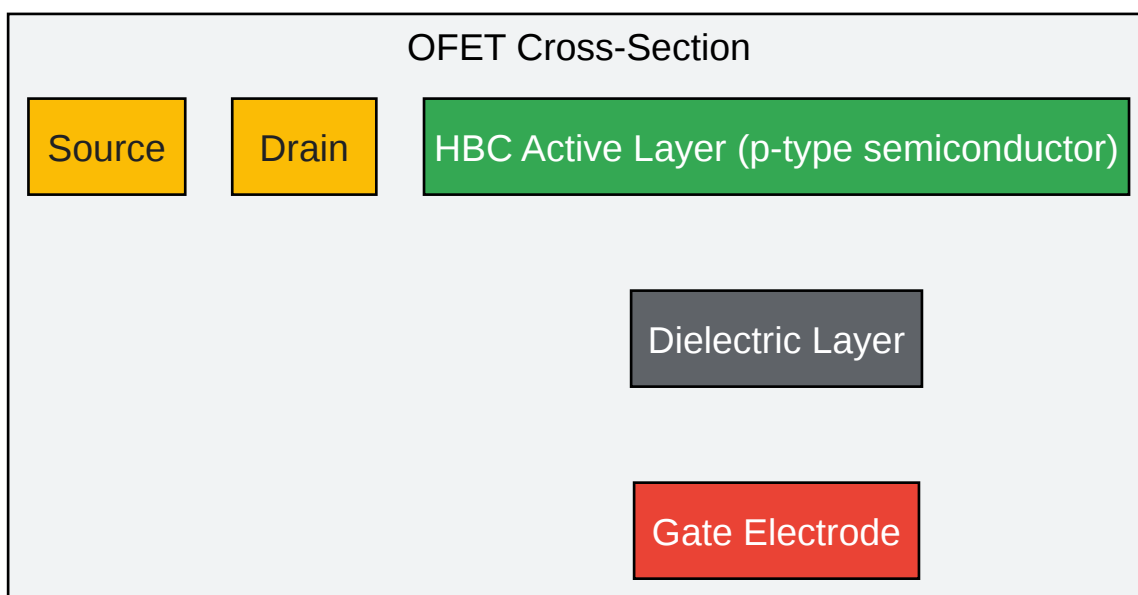 OFET Cross-Section
Source
Drain
HBC Active Layer (p-type semiconductor)
Dielectric Layer
Gate Electrode